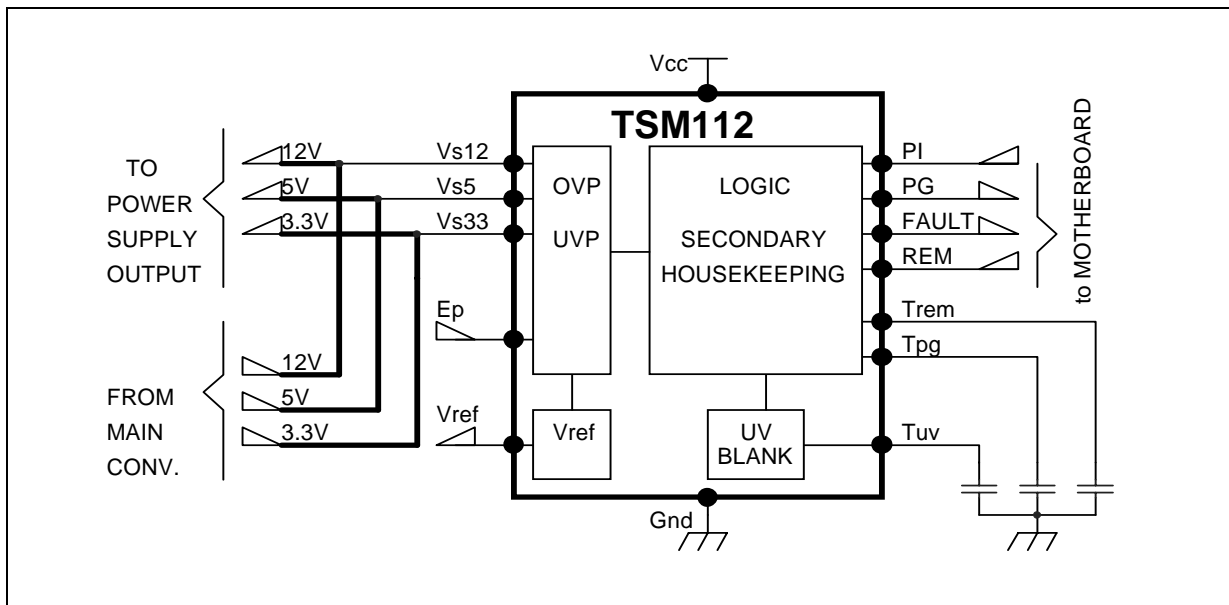 Vcc
TSM112
TO
POWER
SUPPLY
OUTPUT
12V
5V
3.3V
Vs12
Vs5
Vs33
OVP
UVP
LOGIC
SECONDARY
HOUSEKEEPING
PI
PG
FAULT
REM
to MOTHERBOARD
Ep
Trem
Tpg
FROM
MAIN
CONV.
12V
5V
3.3V
Vref
Vref
UV
BLANK
Tuv
Gnd